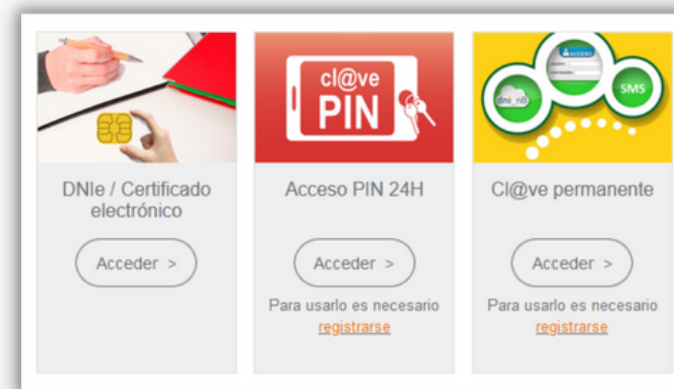 cl@ve
PIN
SMS
DNIe / Certificado
electrónico
Acceder >
Acceso PIN 24H
Acceder >
Para usarlo es necesario
registrarse
Cl@ve permanente
Acceder >
Para usarlo es necesario
registrarse